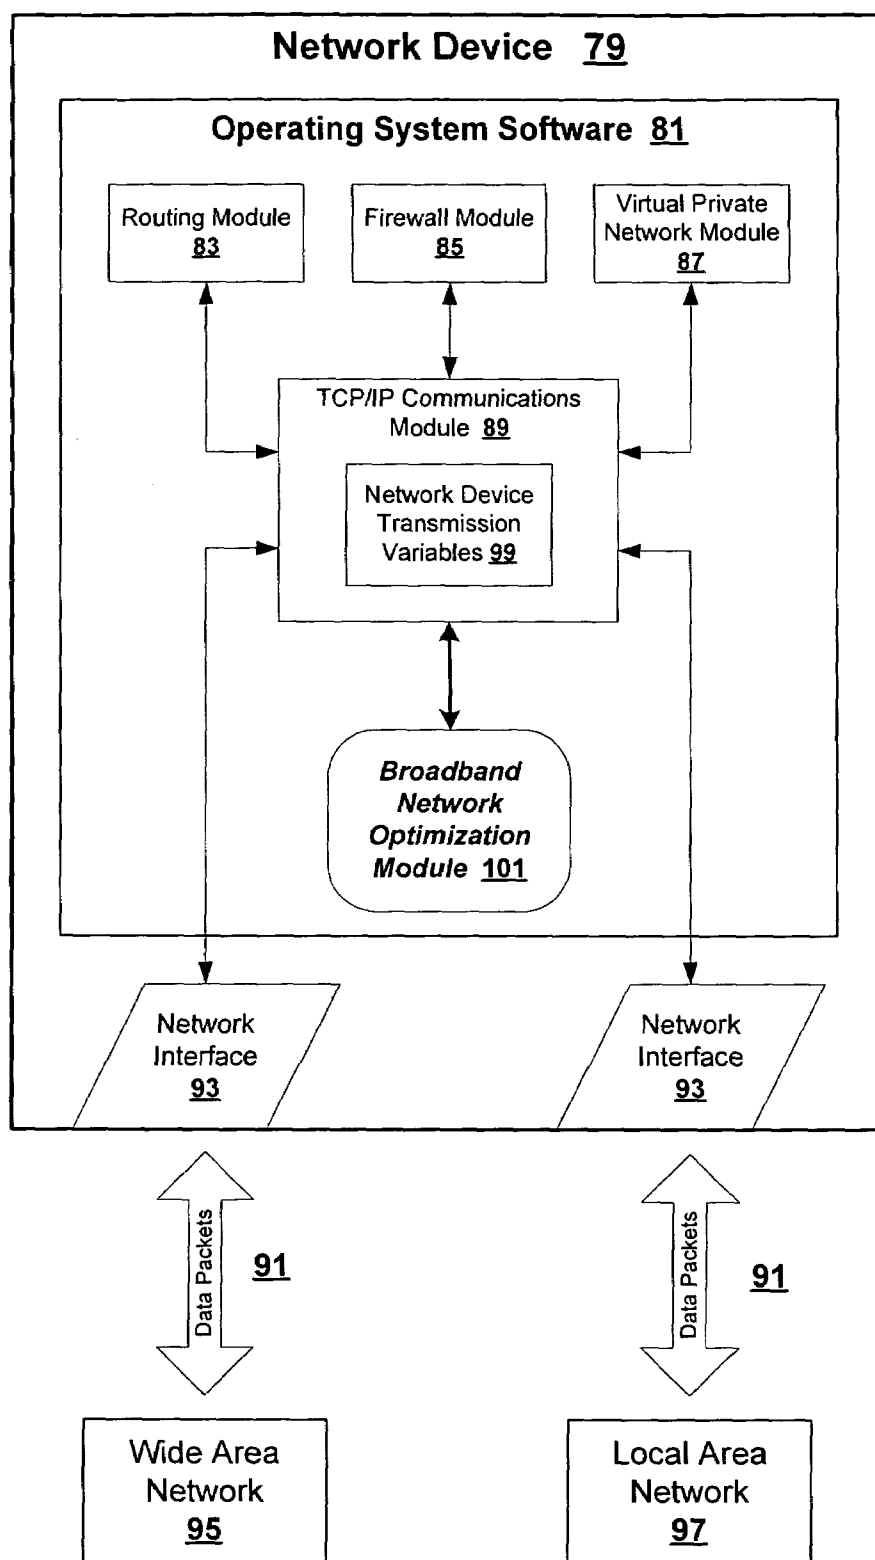 Network Device 79
Operating System Software 81
Routing Module
83
Firewall Module
85
Virtual Private
Network Module
87
TCP/IP Communications
Module 89
Network Device
Transmission
Variables 99
Broadband
Network
Optimization
Module 101
Network
Interface
93
Network
Interface
93
Data Packets
91
Data Packets
91
Wide Area
Network
95
Local Area
Network
97